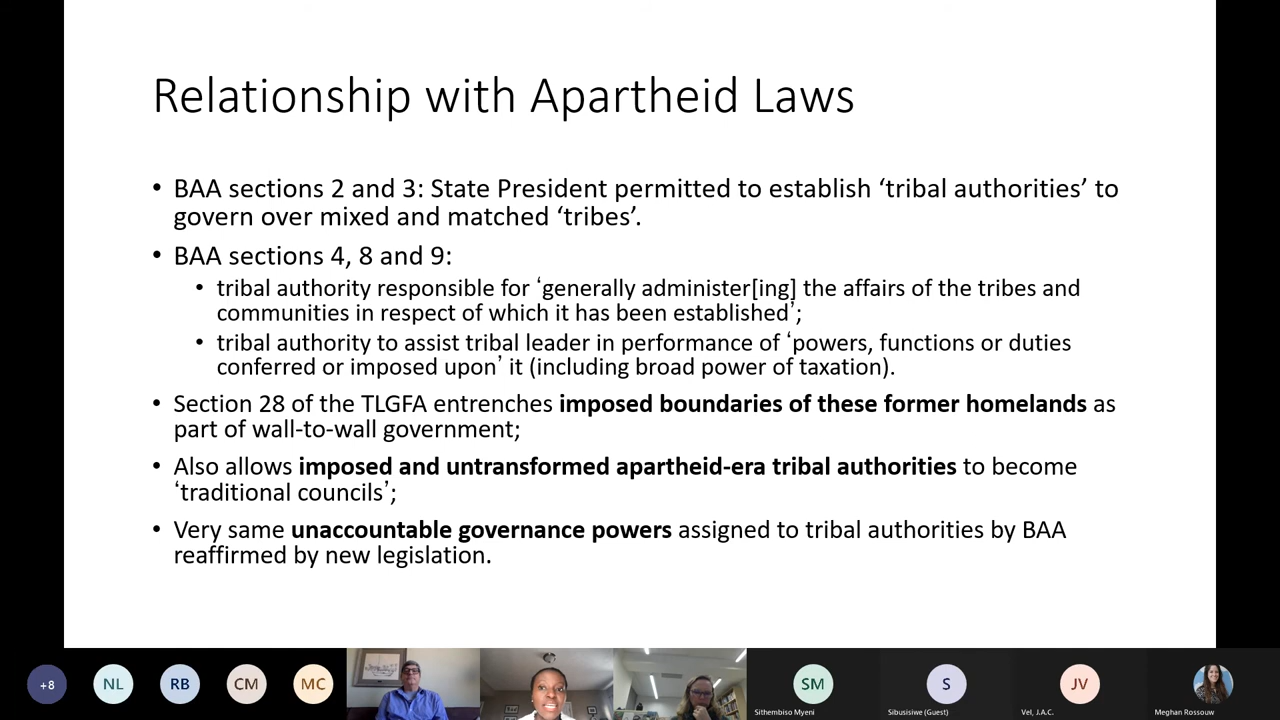 Relationship with Apartheid Laws
• BAA sections 2 and 3: State President permitted to establish ‘tribal authorities’ to
govern over mixed and matched ‘tribes’.
• BAA sections 4, 8 and 9:
• tribal authority responsible for ‘generally administer[ing] the affairs of the tribes and
communities in respect of which it has been established’;
• tribal authority to assist tribal leader in performance of ‘powers, functions or duties
conferred or imposed upon’ it (including broad power of taxation).
• Section 28 of the TLGFA entrenches imposed boundaries of these former homelands as
part of wall-to-wall government;
• Also allows imposed and untransformed apartheid-era tribal authorities to become
‘traditional councils’;
• Very same unaccountable governance powers assigned to tribal authorities by BAA
reaffirmed by new legislation.
+8 NL RB CM MC SM S JV
Sithembiso Myeni Sibusisiwe (Guest) Vel, J.A.C. Meghan Rossouw